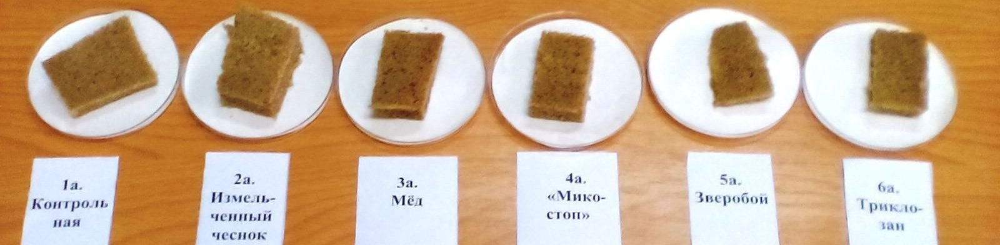 1а.
Контроль
ная
2а.
Измель-
ченный
чеснок
3а.
Мёд
4а.
«Мико-
стоп»
5а.
Зверобой
6а.
Трикло-
зан